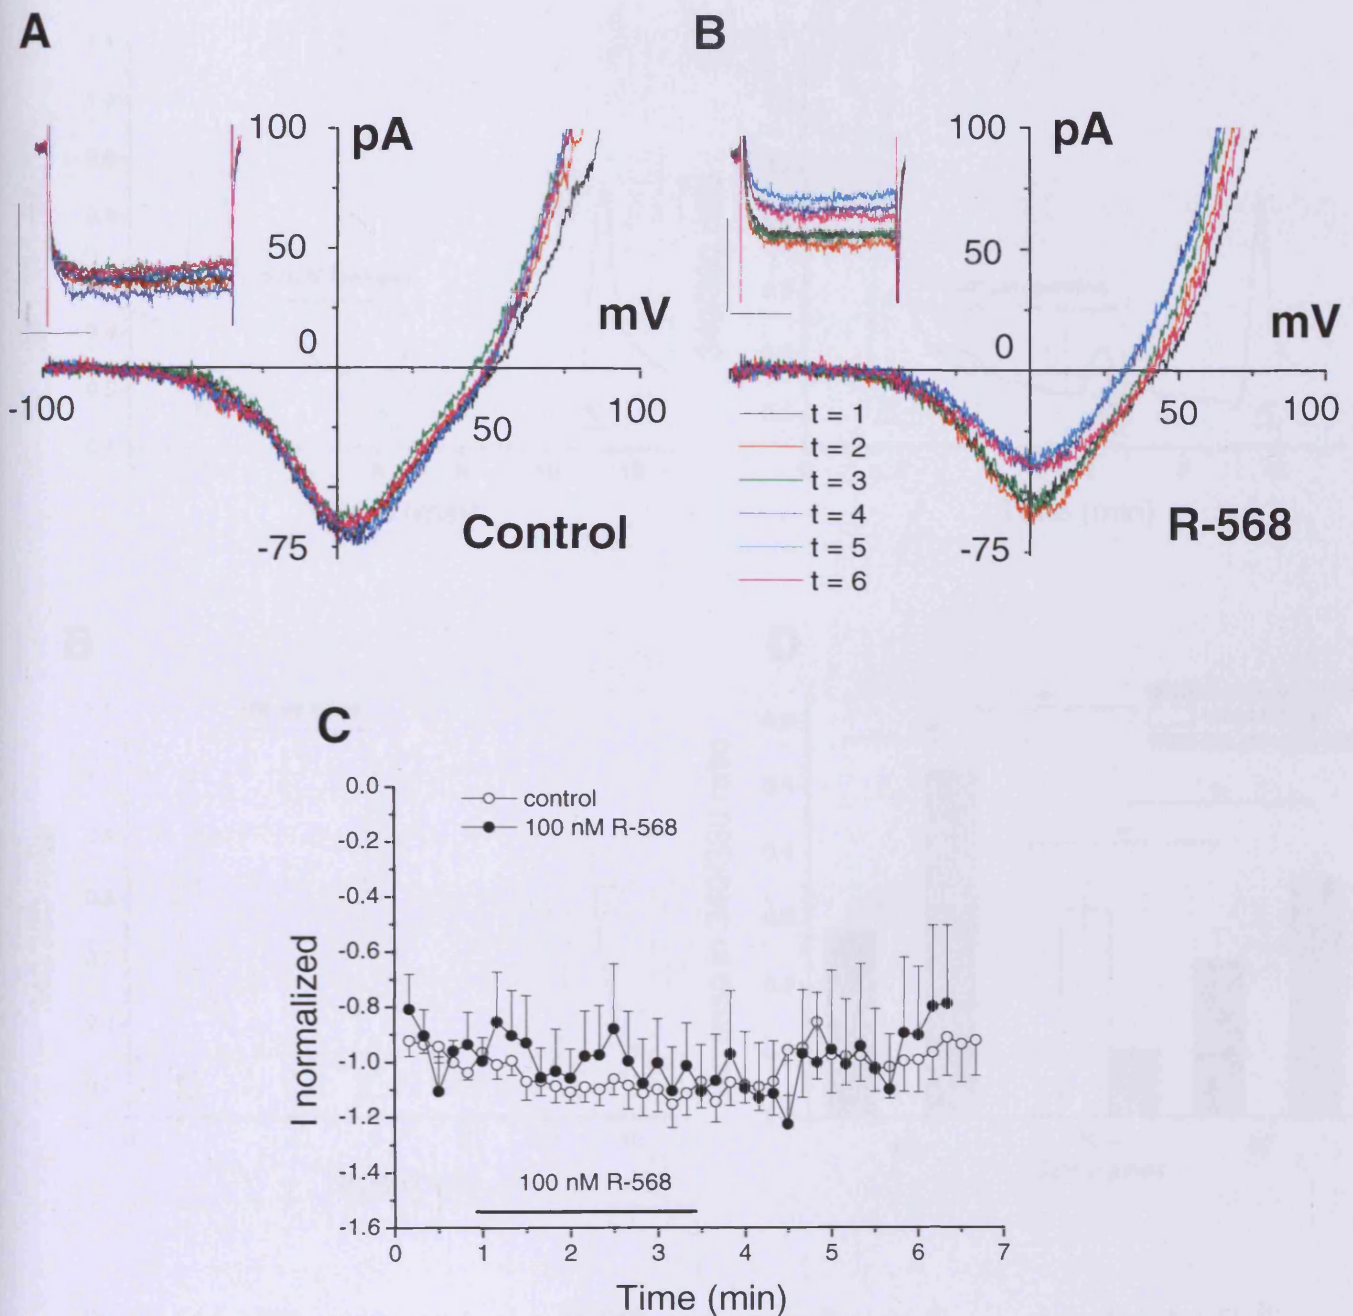 A
B
100
pA
50
mV
0
-100
50
100
-75
Control
100
pA
50
mV
0
50
100
t = 1
t = 2
t = 3
t = 4
t = 5
t = 6
-75
R-568
C
0.0
-0.2
-0.4
-0.6
-0.8
-1.0
-1.2
-1.4
-1.6
I normalized
control
100 nM R-568
100 nM R-568
0
1
2
3
4
5
6
7
Time (min)